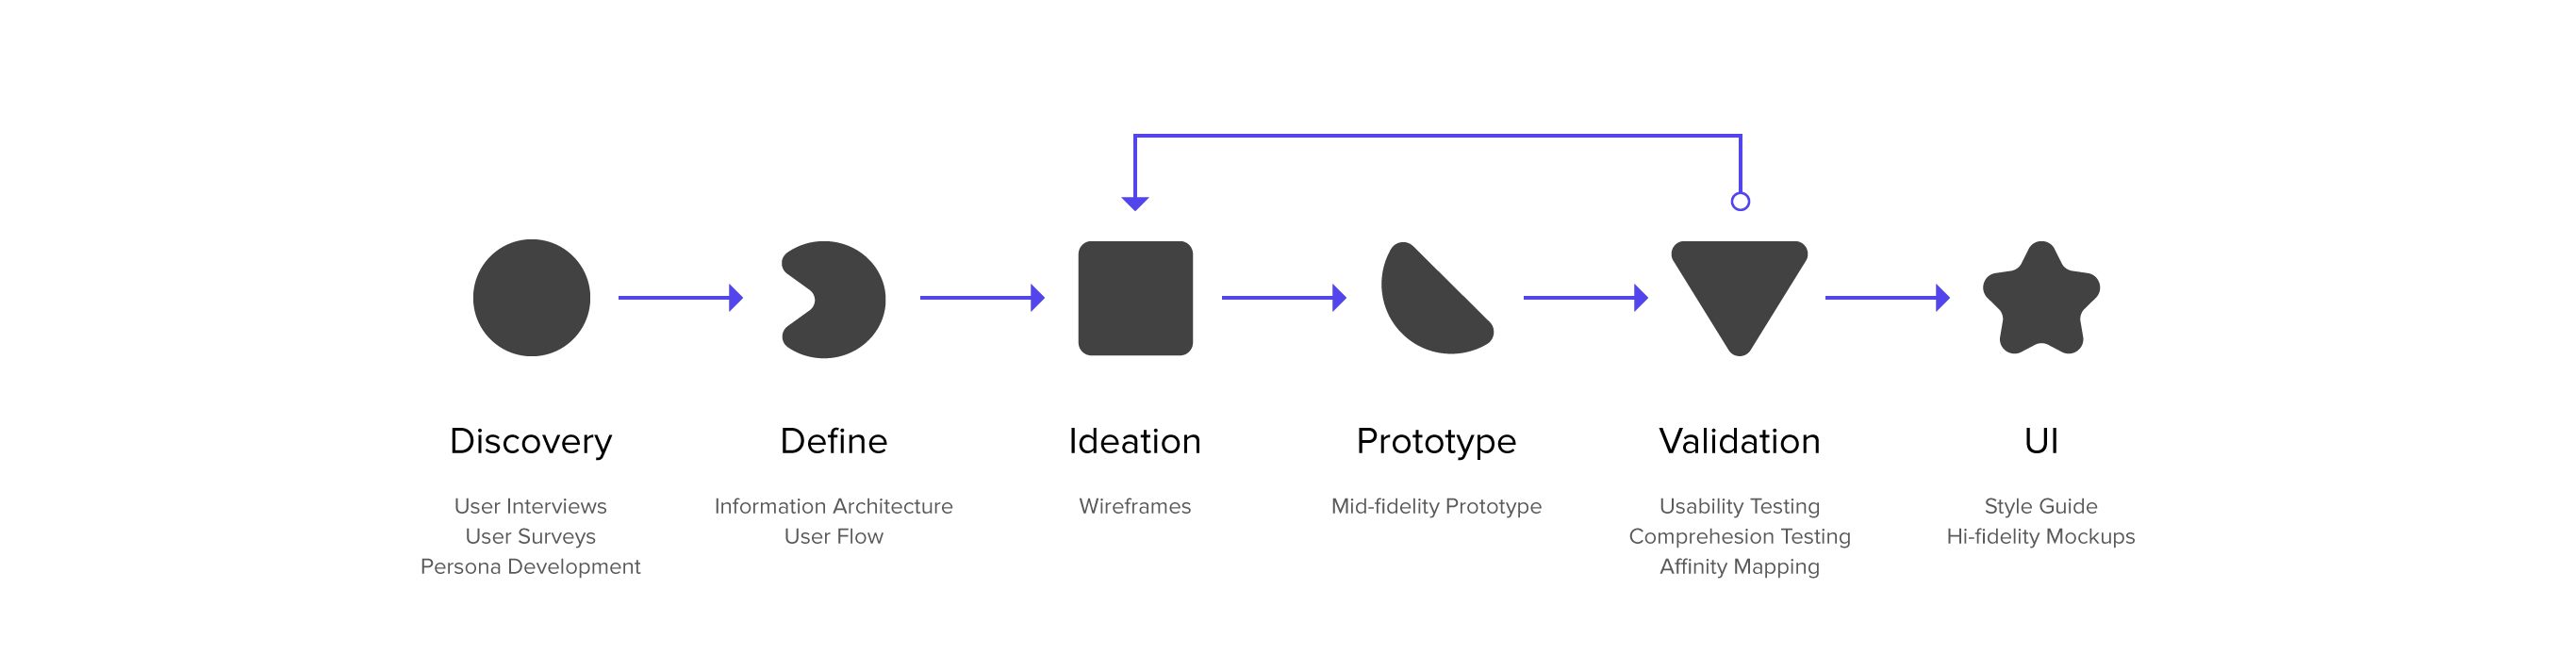 Discovery
User Interviews
User Surveys
Persona Development
Define
Information Architecture
User Flow
Ideation
Wireframes
Prototype
Mid-fidelity Prototype
Validation
Usability Testing
Comprehesion Testing
Affinity Mapping
UI
Style Guide
Hi-fidelity Mockups